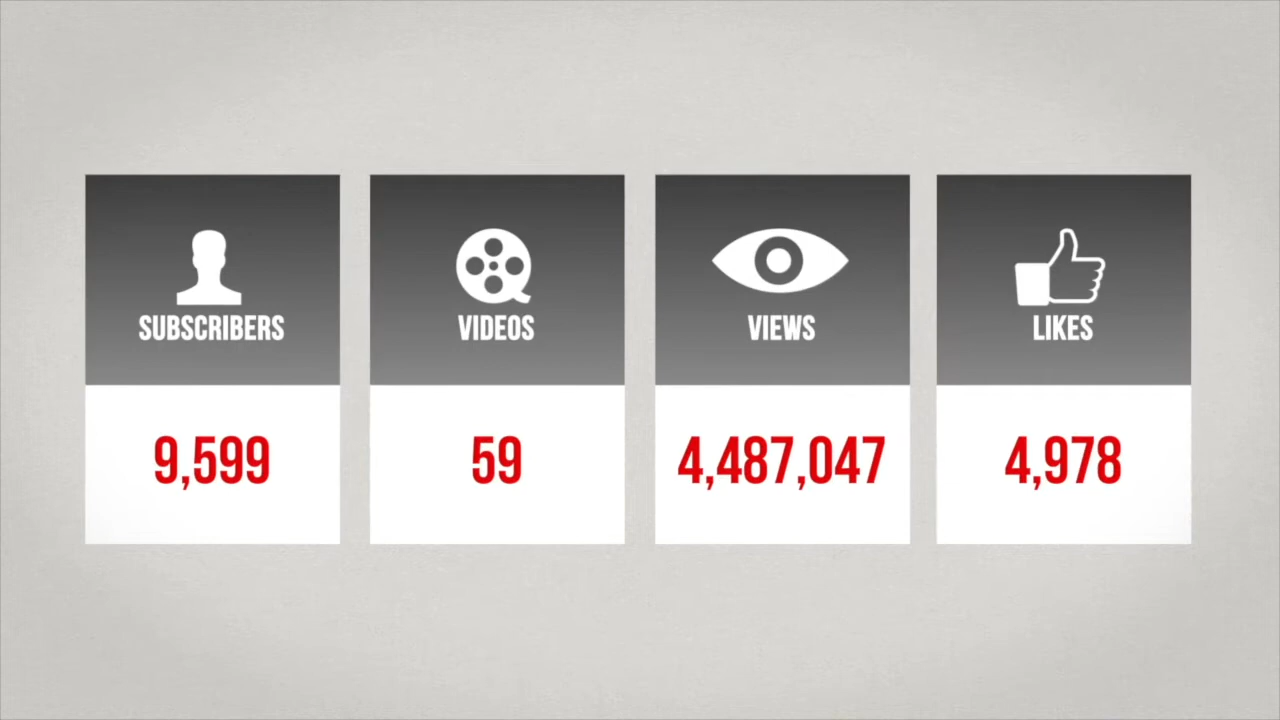 SUBSCRIBERS
9,599
VIDEOS
59
VIEWS
4,487,047
LIKES
4,978